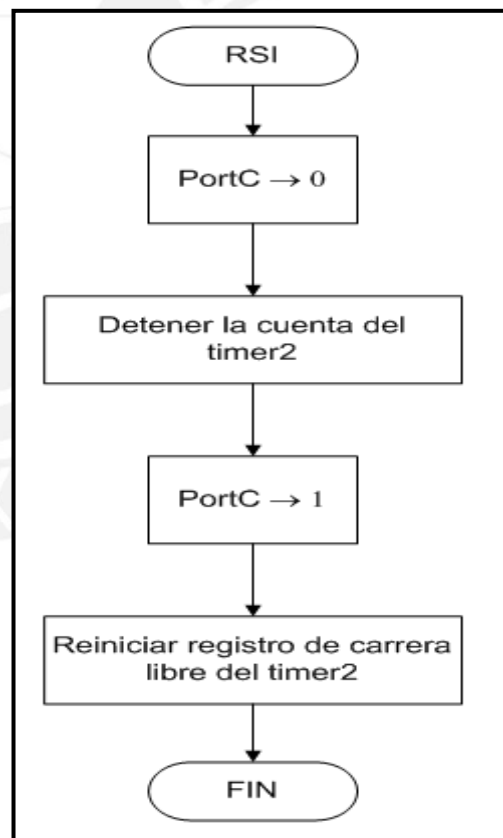 RSI
PortC → 0
Detener la cuenta del
timer2
PortC → 1
Reiniciar registro de carrera
libre del timer2
FIN